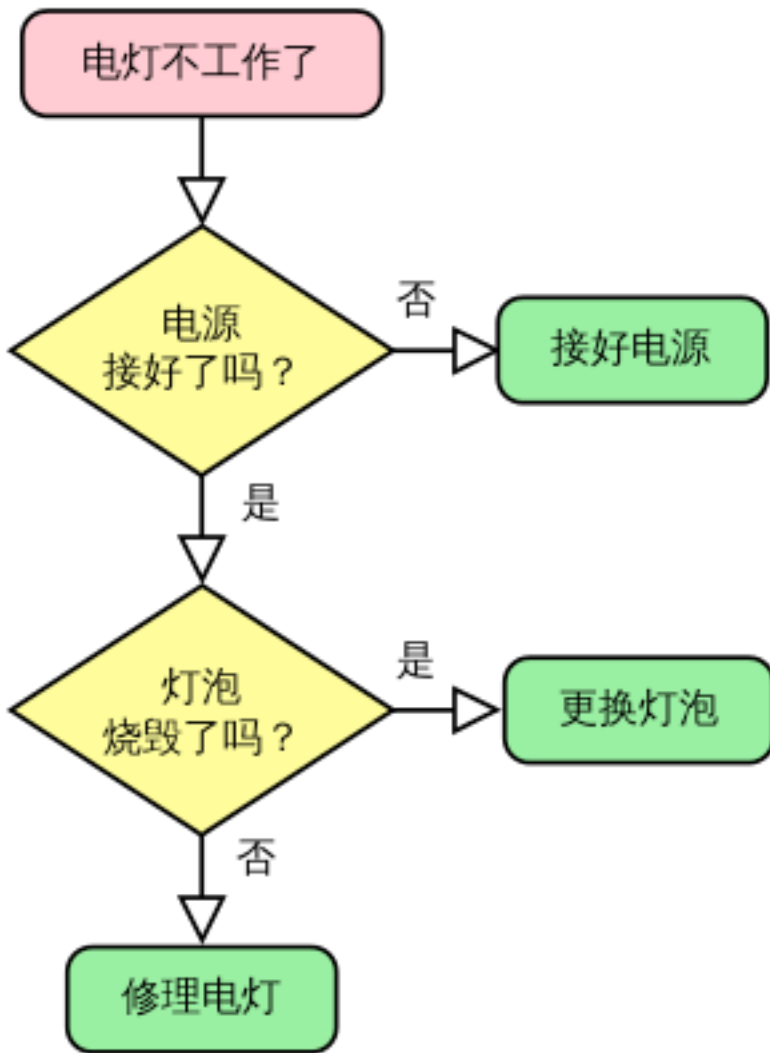 电灯不工作了
电源
接好了吗？
否
接好电源
是
灯泡
烧毁了吗？
是
更换灯泡
否
修理电灯